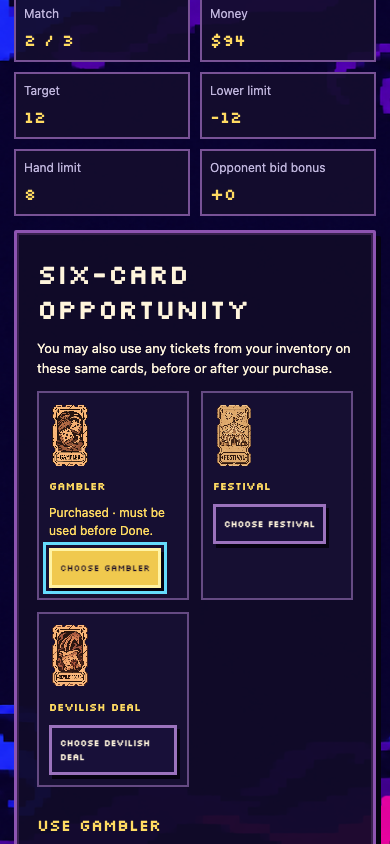 Match
2 / 3
Money
$94
Target
12
Lower limit
-12
Hand limit
8
Opponent bid bonus
+0
SIX-CARD
OPPORTUNITY
You may also use any tickets from your inventory on
these same cards, before or after your purchase.
GAMBLER
GAMBLER
Purchased · must be
used before Done.
CHOOSE GAMBLER
FESTIVAL
FESTIVAL
CHOOSE FESTIVAL
DEVILISH DEAL
CHOOSE DEVILISH
DEAL
USE GAMBLER